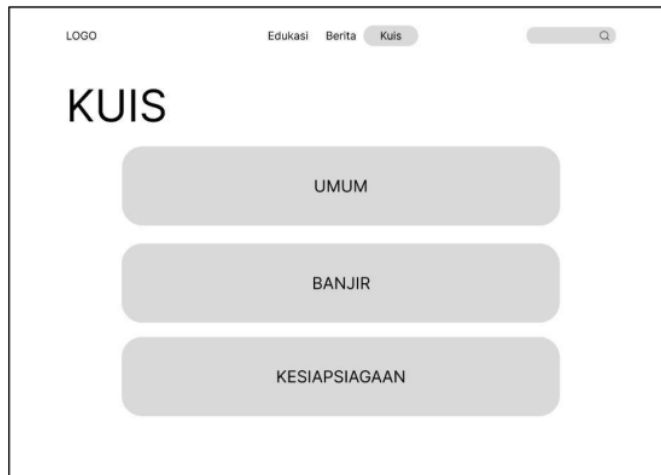 LOGO Edukasi Berita Kuis
KUIS
UMUM
BANJIR
KESIAPSIAGAAN